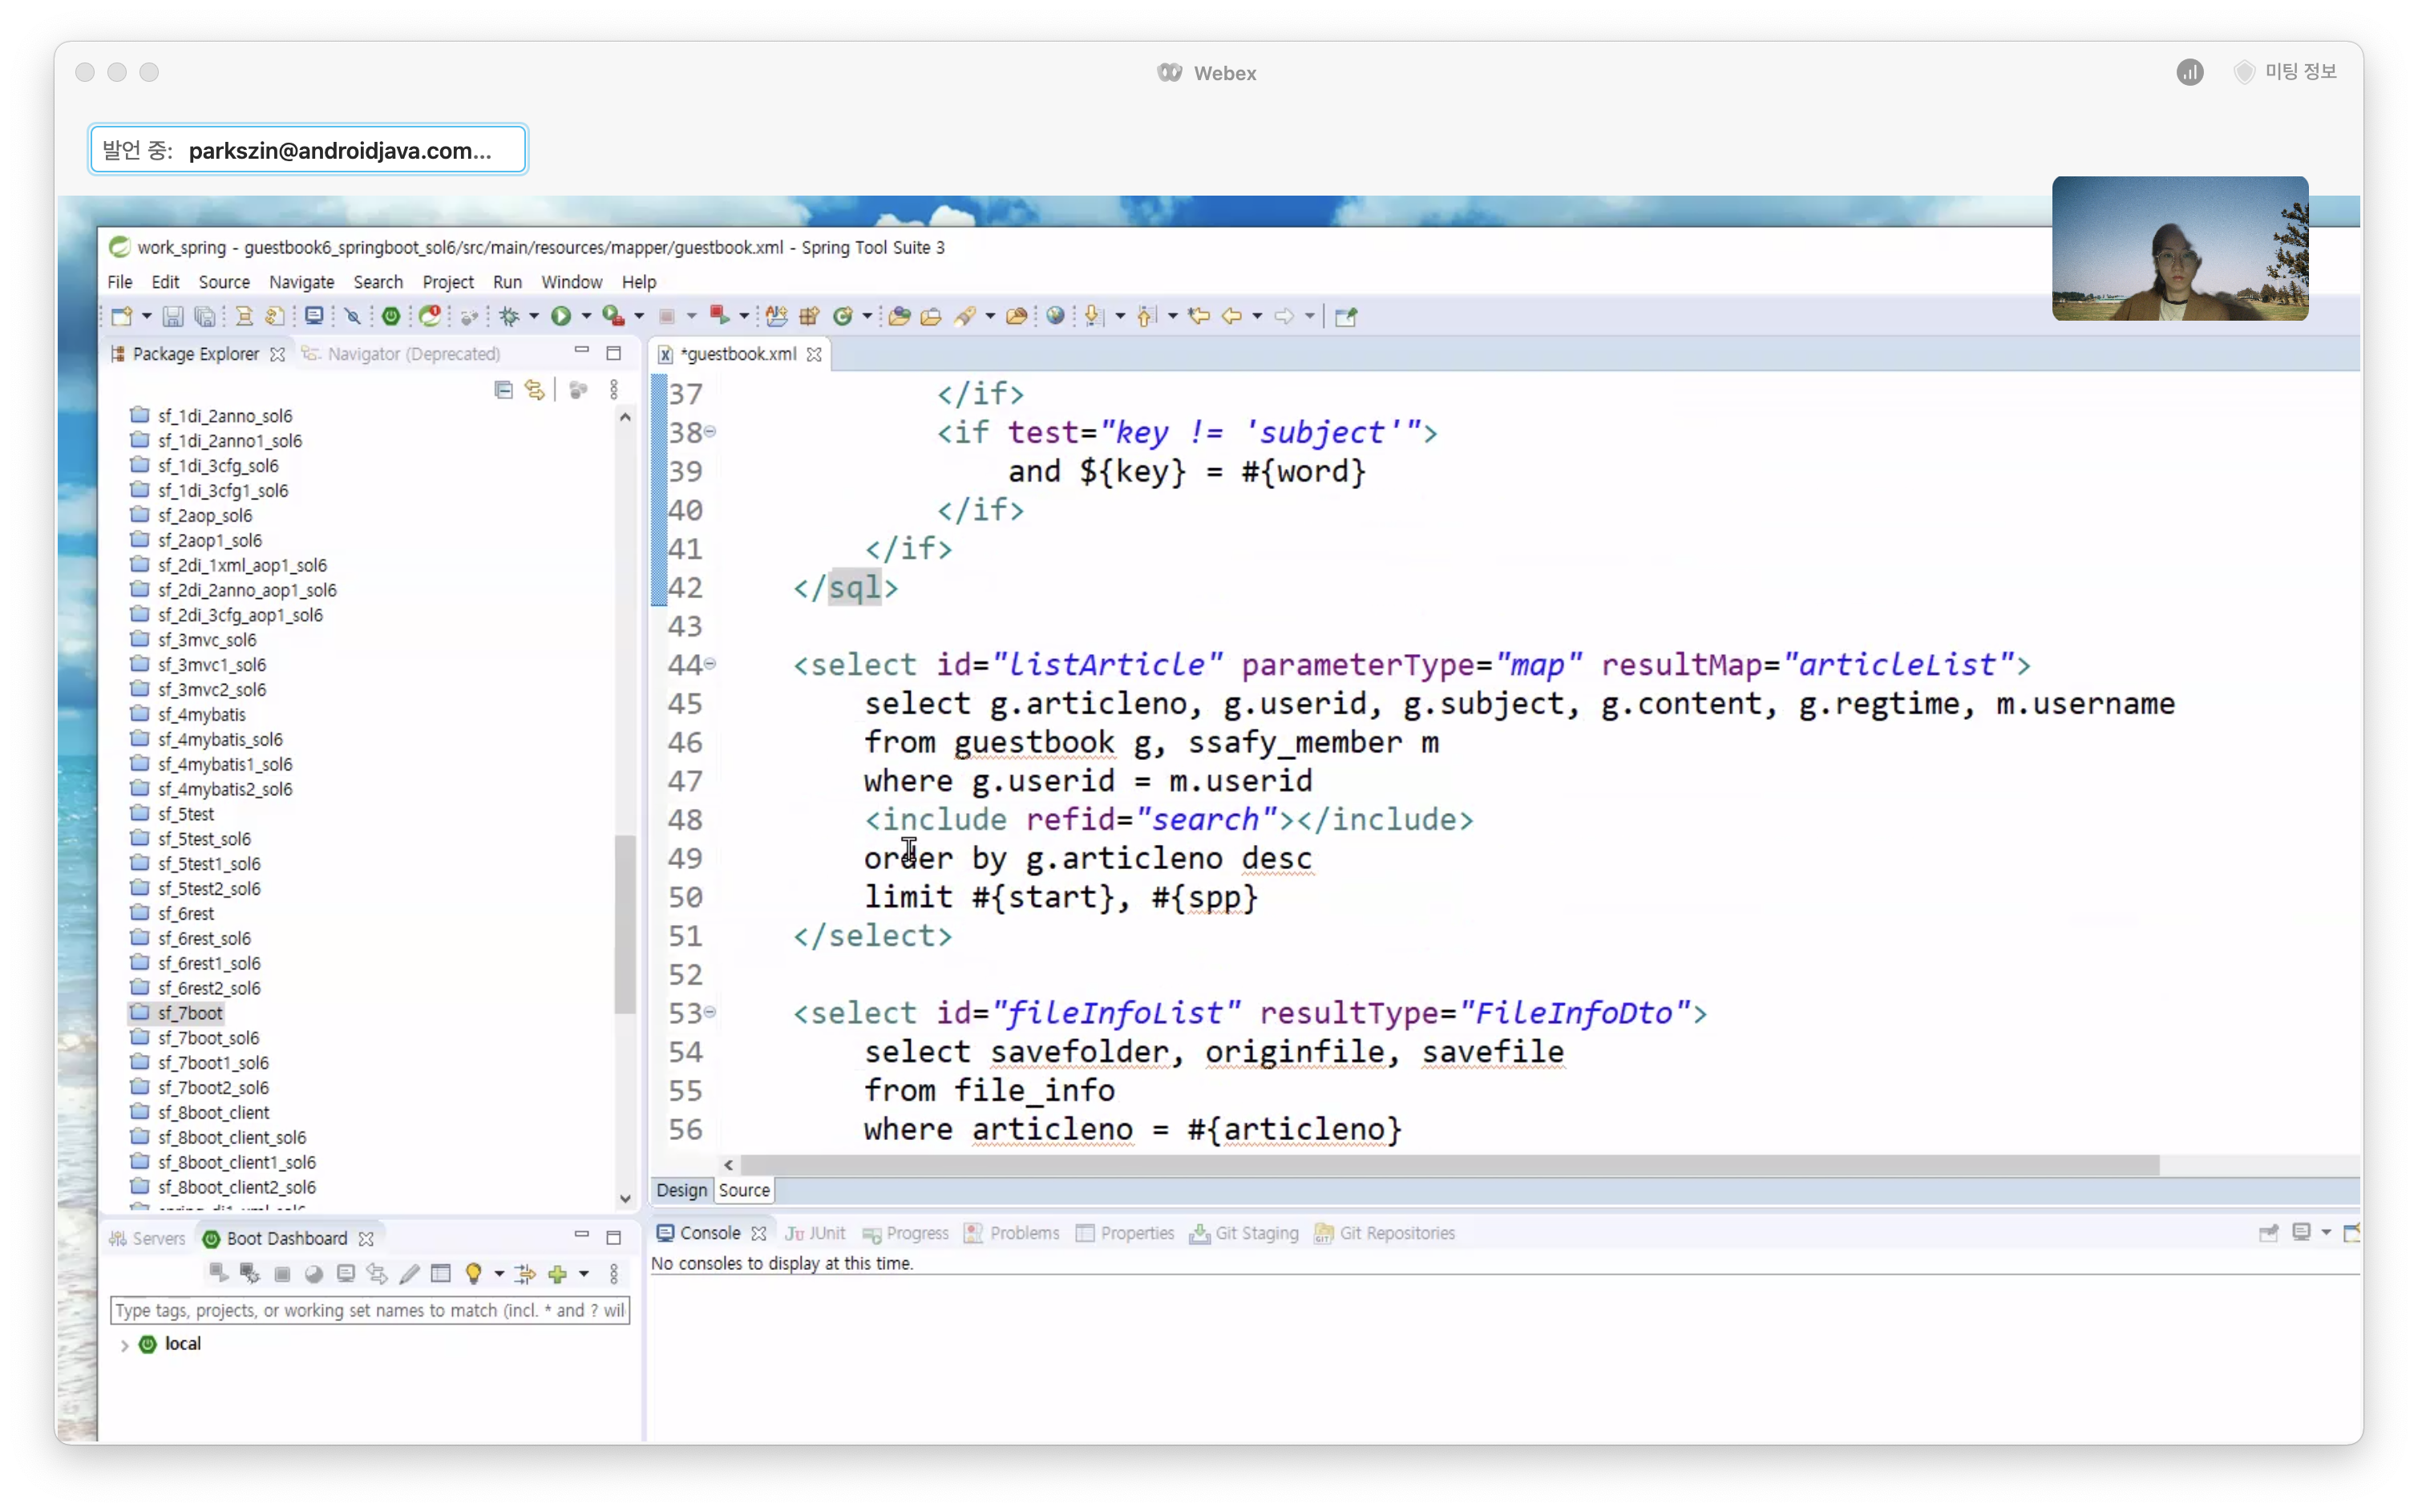 Webex
미팅 정보
발언 중: parkszin@androidjava.com...
work_spring - guestbook6_springboot_sol6/src/main/resources/mapper/guestbook.xml - Spring Tool Suite 3
File Edit Source Navigate Search Project Run Window Help
Package Explorer Navigator (Deprecated)
sf_1di_2anno_sol6
sf_1di_2anno1_sol6
sf_1di_3cfg_sol6
sf_1di_3cfg1_sol6
sf_2aop_sol6
sf_2aop1_sol6
sf_2di_1xml_aop1_sol6
sf_2di_2anno_aop1_sol6
sf_2di_3cfg_aop1_sol6
sf_3mvc_sol6
sf_3mvc1_sol6
sf_3mvc2_sol6
sf_4mybatis
sf_4mybatis_sol6
sf_4mybatis1_sol6
sf_4mybatis2_sol6
sf_5test
sf_5test_sol6
sf_5test1_sol6
sf_5test2_sol6
sf_6rest
sf_6rest_sol6
sf_6rest1_sol6
sf_6rest2_sol6
sf_7boot
sf_7boot_sol6
sf_7boot1_sol6
sf_7boot2_sol6
sf_8boot_client
sf_8boot_client_sol6
sf_8boot_client1_sol6
sf_8boot_client2_sol6
*guestbook.xml
37 </if>
38 <if test="key != 'subject'">
39 and ${key} = #{word}
40 </if>
41 </if>
42 </sql>
43
44 <select id="listArticle" parameterType="map" resultMap="articleList">
45 select g.articleno, g.userid, g.subject, g.content, g.regtime, m.username
46 from guestbook g, ssafy_member m
47 where g.userid = m.userid
48 <include refid="search"></include>
49 order by g.articleno desc
50 limit #{start}, #{spp}
51 </select>
52
53 <select id="fileInfoList" resultType="FileInfoDto">
54 select savefolder, originfile, savefile
55 from file_info
56 where articleno = #{articleno}
Design Source
Servers Boot Dashboard
Type tags, projects, or working set names to match (incl. * and ? wil
local
Console JUnit Progress Problems Properties Git Staging Git Repositories
No consoles to display at this time.